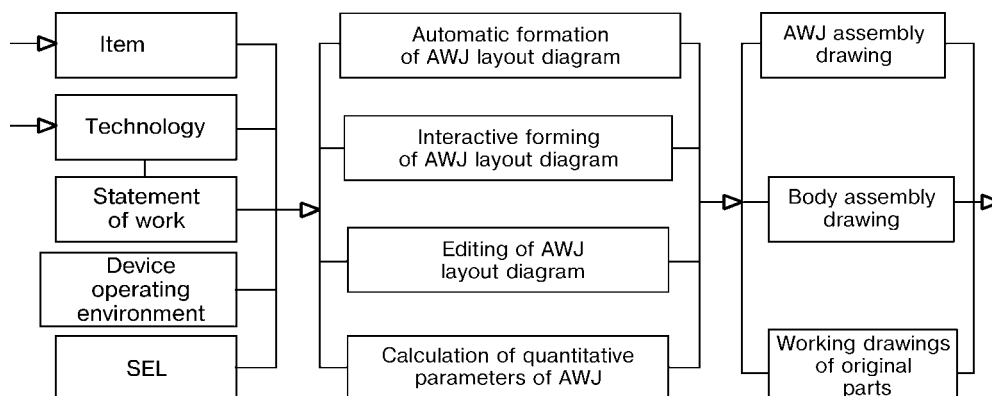 Item
Technology
Statement
of work
Device
operating
environment
SEL
Automatic formation
of AWJ layout diagram
Interactive forming
of AWJ layout diagram
Editing of AWJ
layout diagram
Calculation of quantitative
parameters of AWJ
AWJ assembly
drawing
Body assembly
drawing
Working drawings
of original
parts